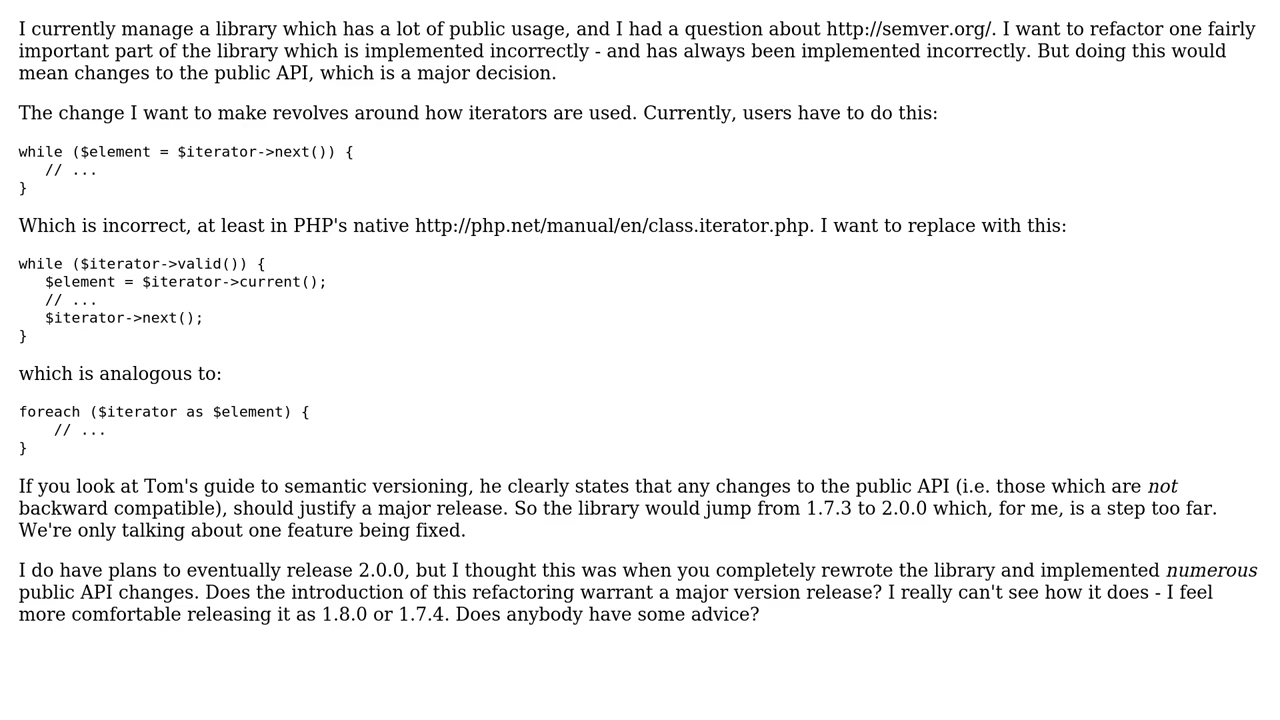 I currently manage a library which has a lot of public usage, and I had a question about http://semver.org/. I want to refactor one fairly
important part of the library which is implemented incorrectly - and has always been implemented incorrectly. But doing this would
mean changes to the public API, which is a major decision.
The change I want to make revolves around how iterators are used. Currently, users have to do this:
while ($element = $iterator->next()) {
   // ...
}
Which is incorrect, at least in PHP's native http://php.net/manual/en/class.iterator.php. I want to replace with this:
while ($iterator->valid()) {
   $element = $iterator->current();
   // ...
   $iterator->next();
}
which is analogous to:
foreach ($iterator as $element) {
    // ...
}
If you look at Tom's guide to semantic versioning, he clearly states that any changes to the public API (i.e. those which are not
backward compatible), should justify a major release. So the library would jump from 1.7.3 to 2.0.0 which, for me, is a step too far.
We're only talking about one feature being fixed.
I do have plans to eventually release 2.0.0, but I thought this was when you completely rewrote the library and implemented numerous
public API changes. Does the introduction of this refactoring warrant a major version release? I really can't see how it does - I feel
more comfortable releasing it as 1.8.0 or 1.7.4. Does anybody have some advice?